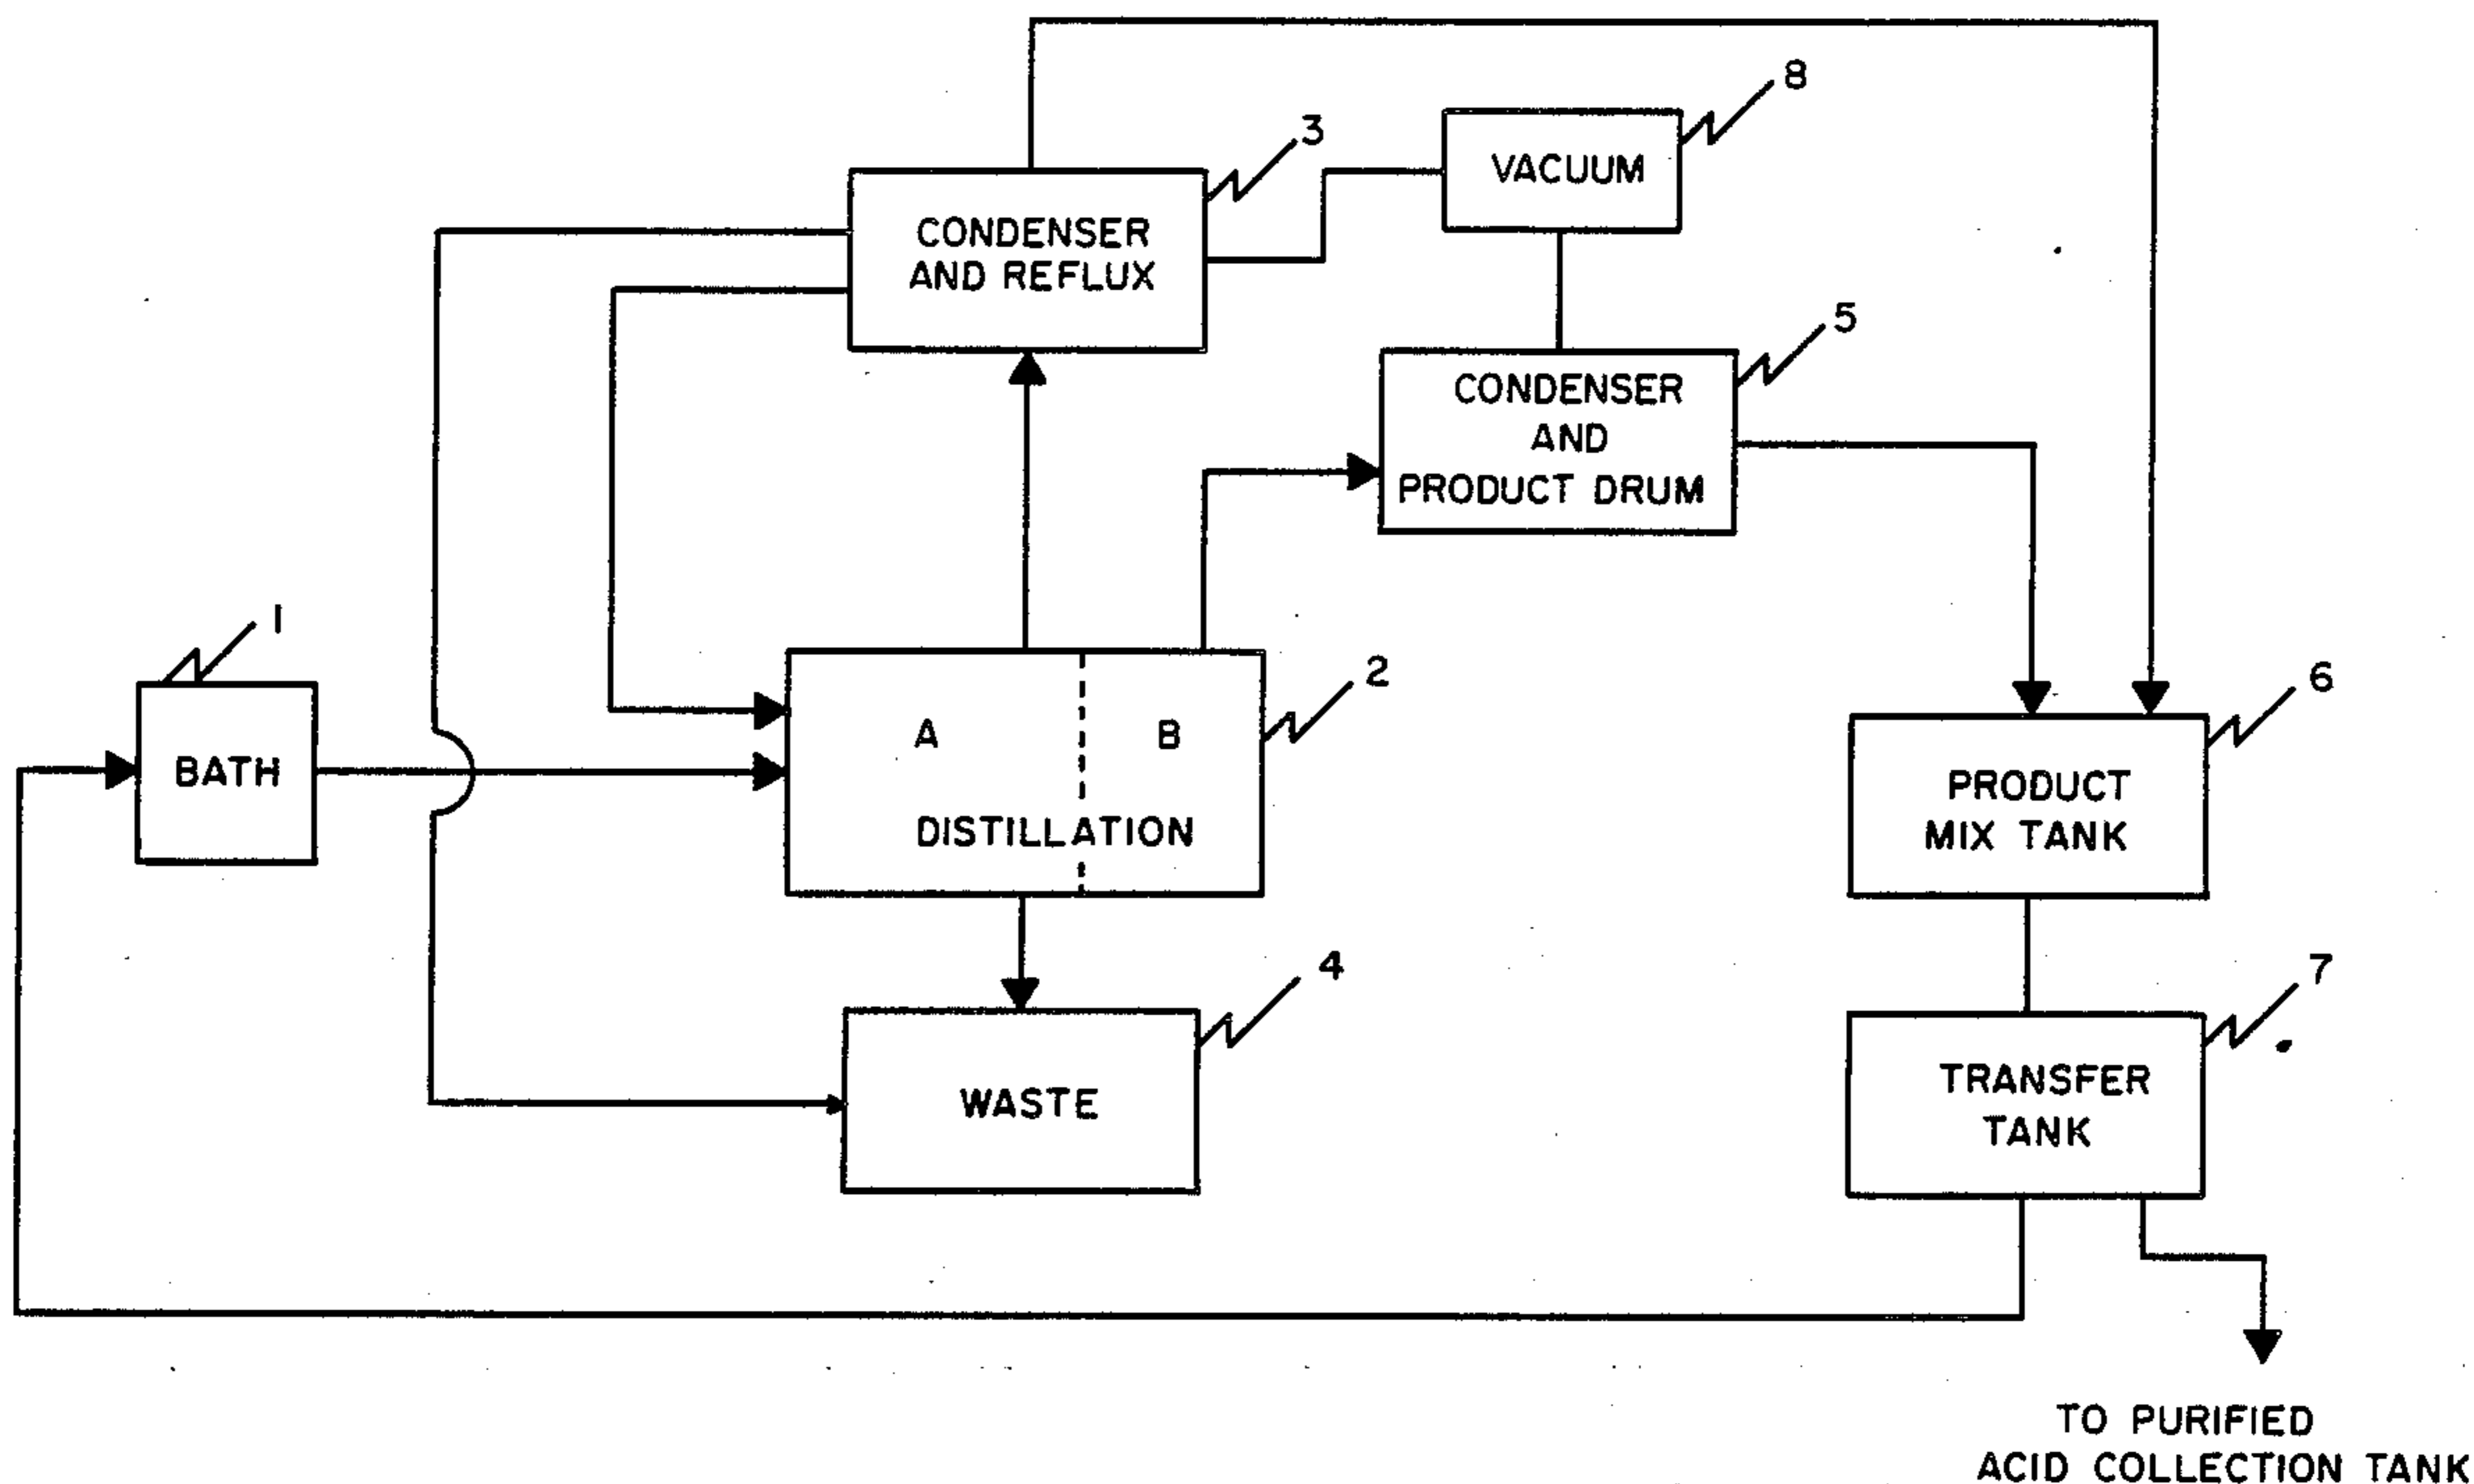 8
3
VACUUM
CONDENSER
AND REFLUX
5
CONDENSER
AND
PRODUCT DRUM
1
2
6
A
B
BATH
PRODUCT
MIX TANK
DISTILLATION
4
7
TRANSFER
TANK
WASTE
TO PURIFIED
ACID COLLECTION TANK